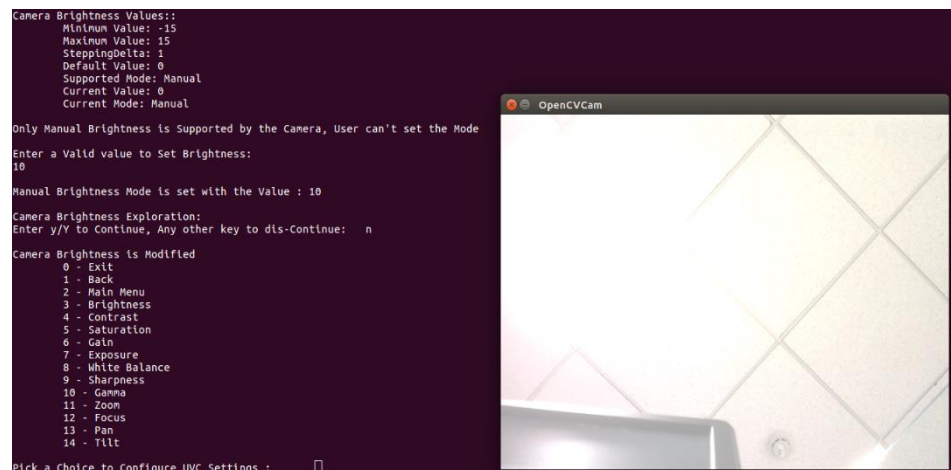 Camera Brightness Values::
Minimum Value: -15
Maximum Value: 15
SteppingDelta: 1
Default Value: 0
Supported Mode: Manual
Current Value: 0
Current Mode: Manual
Only Manual Brightness is Supported by the Camera, User can't set the Mode
Enter a Valid value to Set Brightness:
10
Manual Brightness Mode is set with the Value : 10
Camera Brightness Exploration:
Enter y/Y to Continue, Any other key to dis-Continue: n
Camera Brightness is Modified
0 - Exit
1 - Back
2 - Main Menu
3 - Brightness
4 - Contrast
5 - Saturation
6 - Gain
7 - Exposure
8 - White Balance
9 - Sharpness
10 - Gamma
11 - Zoom
12 - Focus
13 - Pan
14 - Tilt
Pick a Choice to Configure UVC Settings :
OpenCVCam